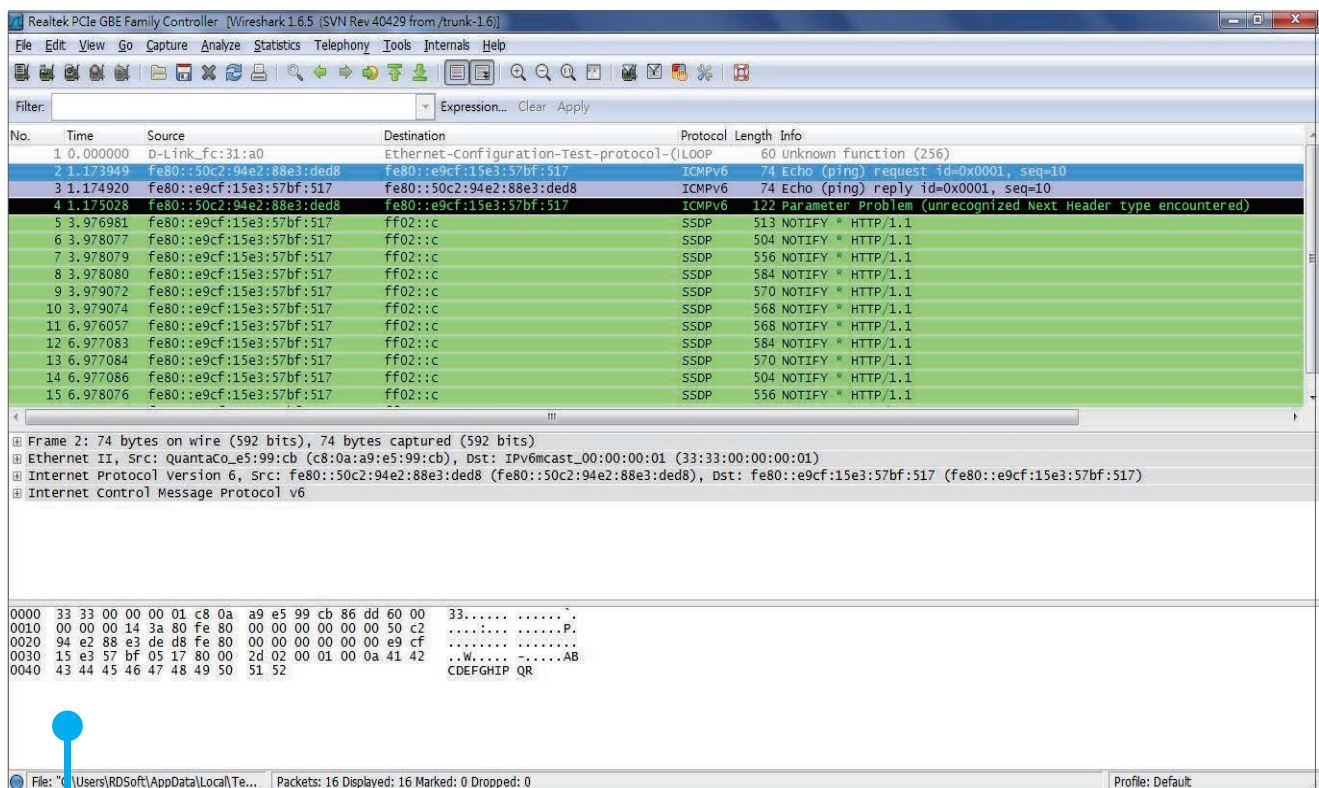 Realtek PCIe GBE Family Controller [Wireshark 1.6.5 (SVN Rev 40429 from /trunk-1.6)]
File Edit View Go Capture Analyze Statistics Telephony Tools Internals Help
Filter: Expression... Clear Apply
No. Time Source Destination Protocol Length Info
1 0.000000 D-Link_fc:31:a0 Ethernet-Configuration-Test-protocol-( LOOP 60 Unknown function (256)
2 1.173949 fe80::50c2:94e2:88e3:ded8 fe80::e9cf:15e3:57bf:517 ICMPv6 74 Echo (ping) request id=0x0001, seq=10
3 1.174920 fe80::e9cf:15e3:57bf:517 fe80::50c2:94e2:88e3:ded8 ICMPv6 74 Echo (ping) reply id=0x0001, seq=10
4 1.175028 fe80::50c2:94e2:88e3:ded8 fe80::e9cf:15e3:57bf:517 ICMPv6 122 Parameter Problem (unrecognized Next Header type encountered)
5 3.976981 fe80::e9cf:15e3:57bf:517 ff02::c SSDP 513 NOTIFY * HTTP/1.1
6 3.978077 fe80::e9cf:15e3:57bf:517 ff02::c SSDP 504 NOTIFY * HTTP/1.1
7 3.978079 fe80::e9cf:15e3:57bf:517 ff02::c SSDP 556 NOTIFY * HTTP/1.1
8 3.978080 fe80::e9cf:15e3:57bf:517 ff02::c SSDP 584 NOTIFY * HTTP/1.1
9 3.979072 fe80::e9cf:15e3:57bf:517 ff02::c SSDP 570 NOTIFY * HTTP/1.1
10 3.979074 fe80::e9cf:15e3:57bf:517 ff02::c SSDP 568 NOTIFY * HTTP/1.1
11 6.976057 fe80::e9cf:15e3:57bf:517 ff02::c SSDP 568 NOTIFY * HTTP/1.1
12 6.977083 fe80::e9cf:15e3:57bf:517 ff02::c SSDP 584 NOTIFY * HTTP/1.1
13 6.977084 fe80::e9cf:15e3:57bf:517 ff02::c SSDP 570 NOTIFY * HTTP/1.1
14 6.977086 fe80::e9cf:15e3:57bf:517 ff02::c SSDP 504 NOTIFY * HTTP/1.1
15 6.978076 fe80::e9cf:15e3:57bf:517 ff02::c SSDP 556 NOTIFY * HTTP/1.1
Frame 2: 74 bytes on wire (592 bits), 74 bytes captured (592 bits)
Ethernet II, Src: QuantaCo_e5:99:cb (c8:0a:a9:e5:99:cb), Dst: IPv6mcast_00:00:00:01 (33:33:00:00:00:01)
Internet Protocol Version 6, Src: fe80::50c2:94e2:88e3:ded8 (fe80::50c2:94e2:88e3:ded8), Dst: fe80::e9cf:15e3:57bf:517 (fe80::e9cf:15e3:57bf:517)
Internet Control Message Protocol v6
0000 33 33 00 00 00 01 c8 0a a9 e5 99 cb 86 dd 60 00 33...... ......`.
0010 00 00 00 14 3a 80 fe 80 00 00 00 00 00 00 50 c2 ....:... ......P.
0020 94 e2 88 e3 de d8 fe 80 00 00 00 00 00 00 e9 cf ........ ........
0030 15 e3 57 bf 05 17 80 00 2d 02 00 01 00 0a 41 42 ..W..... -.....AB
0040 43 44 45 46 47 48 49 50 51 52 CDEFGHIP QR
File: "C:\Users\RDSoft\AppData\Local\Te... Packets: 16 Displayed: 16 Marked: 0 Dropped: 0 Profile: Default